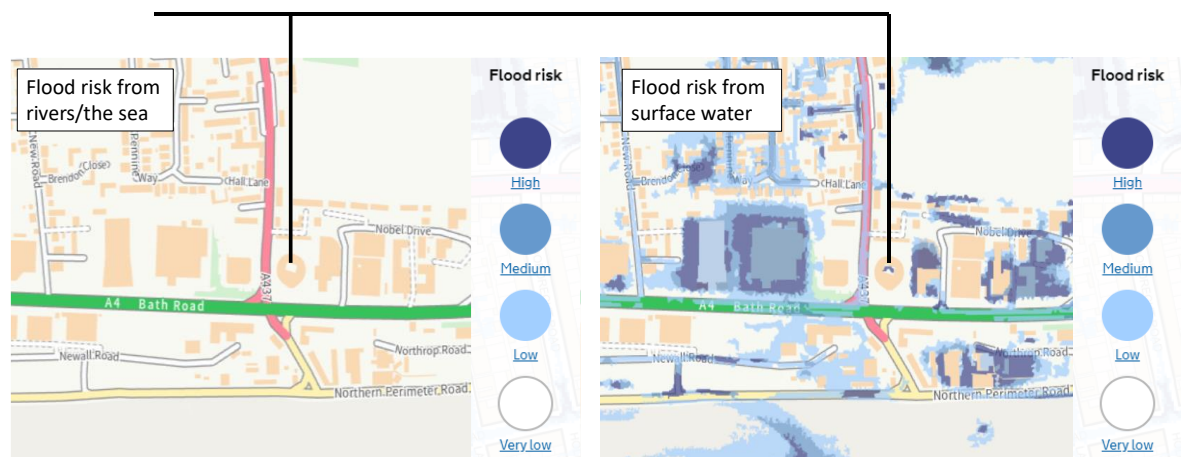 Flood risk from
rivers/the sea
New Road
Brendon Close
Pennine
Way
Hall Lane
Nobel Drive
A437
A4 Bath Road
Newall Road
Northrop Road
Northern Perimeter Road
Flood risk
High
Medium
Low
Very low
Flood risk from
surface water
New Road
Brendon Close
Pennine
Way
Hall Lane
Nobel Drive
A437
A4 Bath Road
Newall Road
Northrop Road
Northern Perimeter Road
Flood risk
High
Medium
Low
Very low